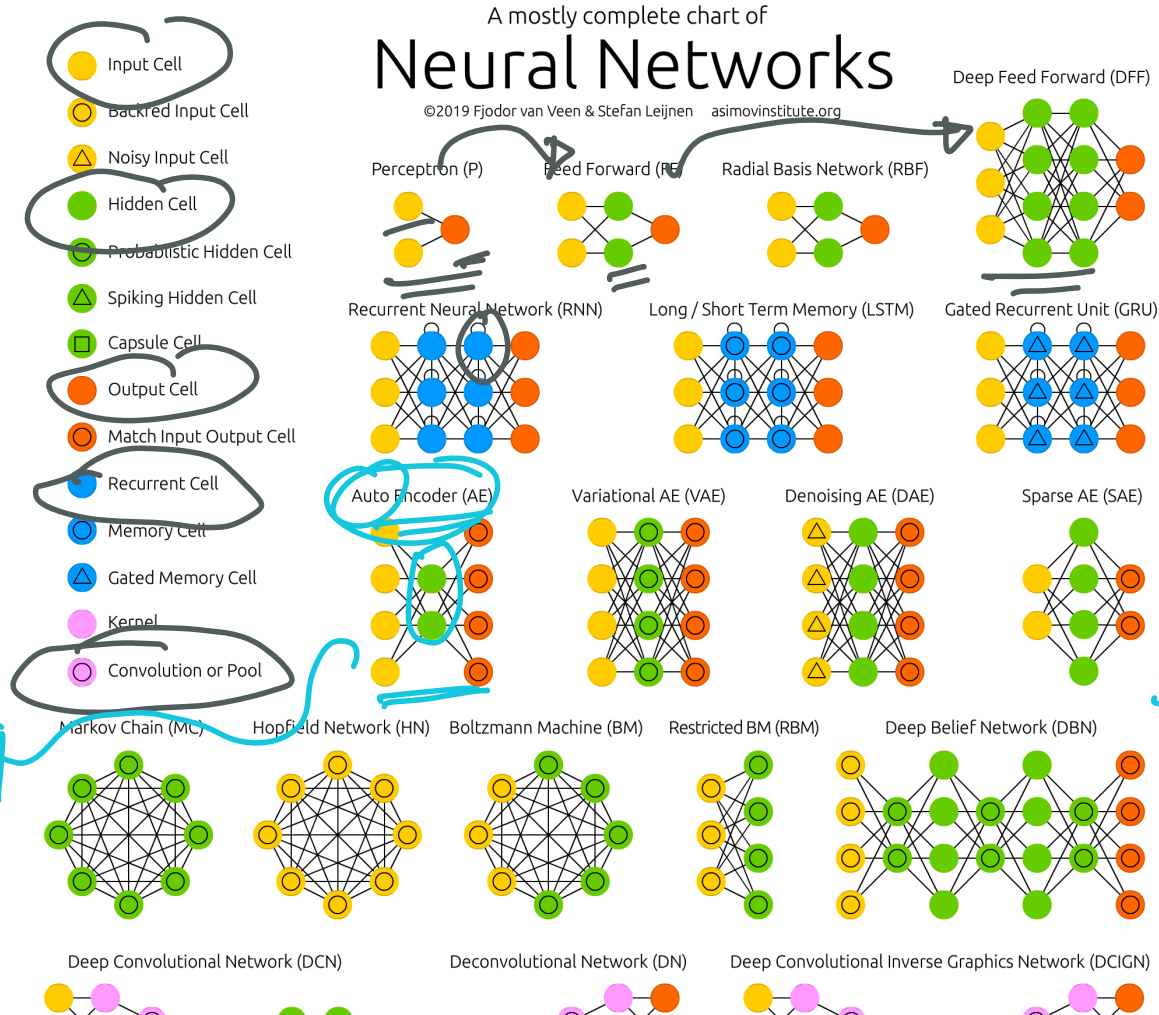 A mostly complete chart of
Neural Networks
©2019 Fjodor van Veen & Stefan Leijnen asimovinstitute.org
Input Cell
Backfed Input Cell
Noisy Input Cell
Hidden Cell
Probablistic Hidden Cell
Spiking Hidden Cell
Capsule Cell
Output Cell
Match Input Output Cell
Recurrent Cell
Memory Cell
Gated Memory Cell
Kernel
Convolution or Pool
Deep Feed Forward (DFF)
Perceptron (P)
Feed Forward (FF)
Radial Basis Network (RBF)
Recurrent Neural Network (RNN)
Long / Short Term Memory (LSTM)
Gated Recurrent Unit (GRU)
Auto Encoder (AE)
Variational AE (VAE)
Denoising AE (DAE)
Sparse AE (SAE)
Markov Chain (MC)
Hopfield Network (HN)
Boltzmann Machine (BM)
Restricted BM (RBM)
Deep Belief Network (DBN)
Deep Convolutional Network (DCN)
Deconvolutional Network (DN)
Deep Convolutional Inverse Graphics Network (DCIGN)